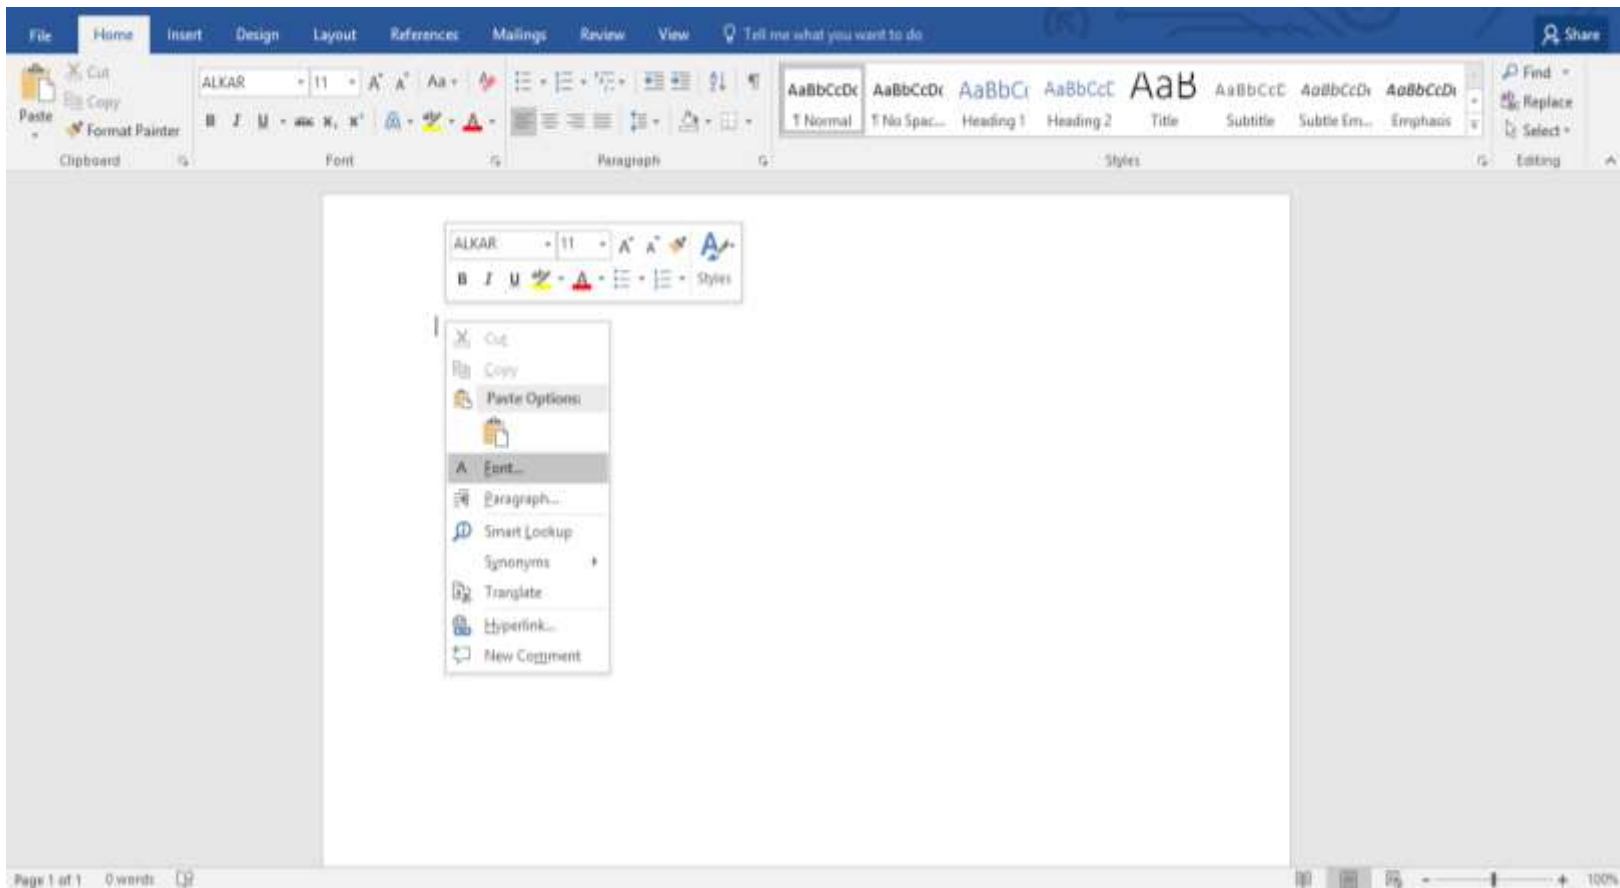 File Home Insert Design Layout References Mailings Review View Tell me what you want to do Share
Cut
Copy
Paste
Format Painter
Clipboard
ALKAR 11 A A Aa
B I U abc X, X'
Font
Paragraph
AaBbCcDc AaBbCcDc AaBbCc AaBbCcC AaB AaBbCcC AaBbCcDc AaBbCcDc
¶ Normal ¶ No Spac... Heading 1 Heading 2 Title Subtitle Subtle Em... Emphasis
Styles
Find
Replace
Select
Editing
ALKAR 11 A A
B I U Styles
Cut
Copy
Paste Options:
A Font...
Paragraph...
Smart Lookup
Synonyms
Translate
Hyperlink...
New Comment
Page 1 of 1 0 words 100%